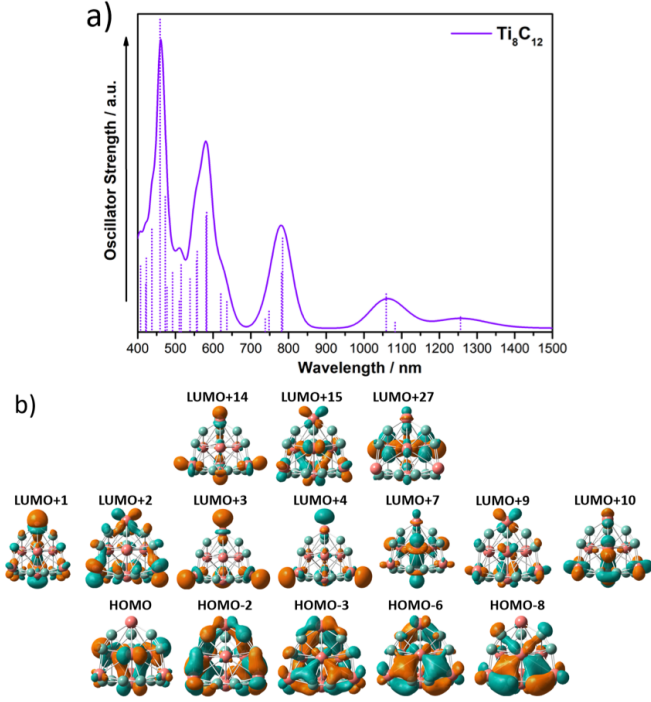 a)
Ti8C12
Oscillator Strength / a.u.
400 500 600 700 800 900 1000 1100 1200 1300 1400 1500
Wavelength / nm
b)
LUMO+14 LUMO+15 LUMO+27
LUMO+1 LUMO+2 LUMO+3 LUMO+4 LUMO+7 LUMO+9 LUMO+10
HOMO HOMO-2 HOMO-3 HOMO-6 HOMO-8